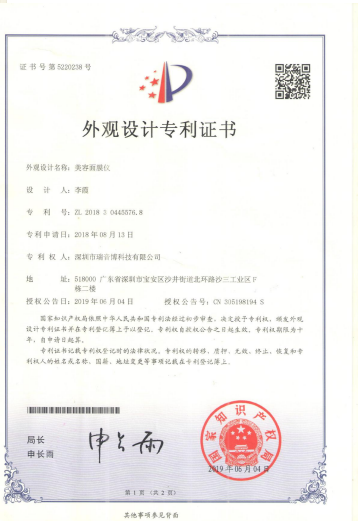 证书号第5220238号
外观设计专利证书
外观设计名称：美容面膜仪
设 计 人：李霞
专 利 号：ZL 2018 3 0445576.8
专利申请日：2018年08月13日
专利权人：深圳市瑞云博科技有限公司
地 址：518000 广东省深圳市宝安区沙井街道北环路沙三工业区F
栋二楼
授权公告日：2019年06月04日 授权公告号：CN 305198194 S
国家知识产权局依照中华人民共和国专利法经过初步审查，决定授予专利权，颁发外观
设计专利证书并在专利登记簿上予以登记。专利权自授权公告之日起生效。专利权期限为十
年，自申请日起算。
专利证书记载专利权登记时的法律状况。专利权的转移、质押、无效、终止、恢复和专
利权人的姓名或名称、国籍、地址变更等事项记载在专利登记簿上。
局长
申长雨
国家知识产权局
2019年06月04日
第 1 页 （共 2 页）
其他事项参见背面